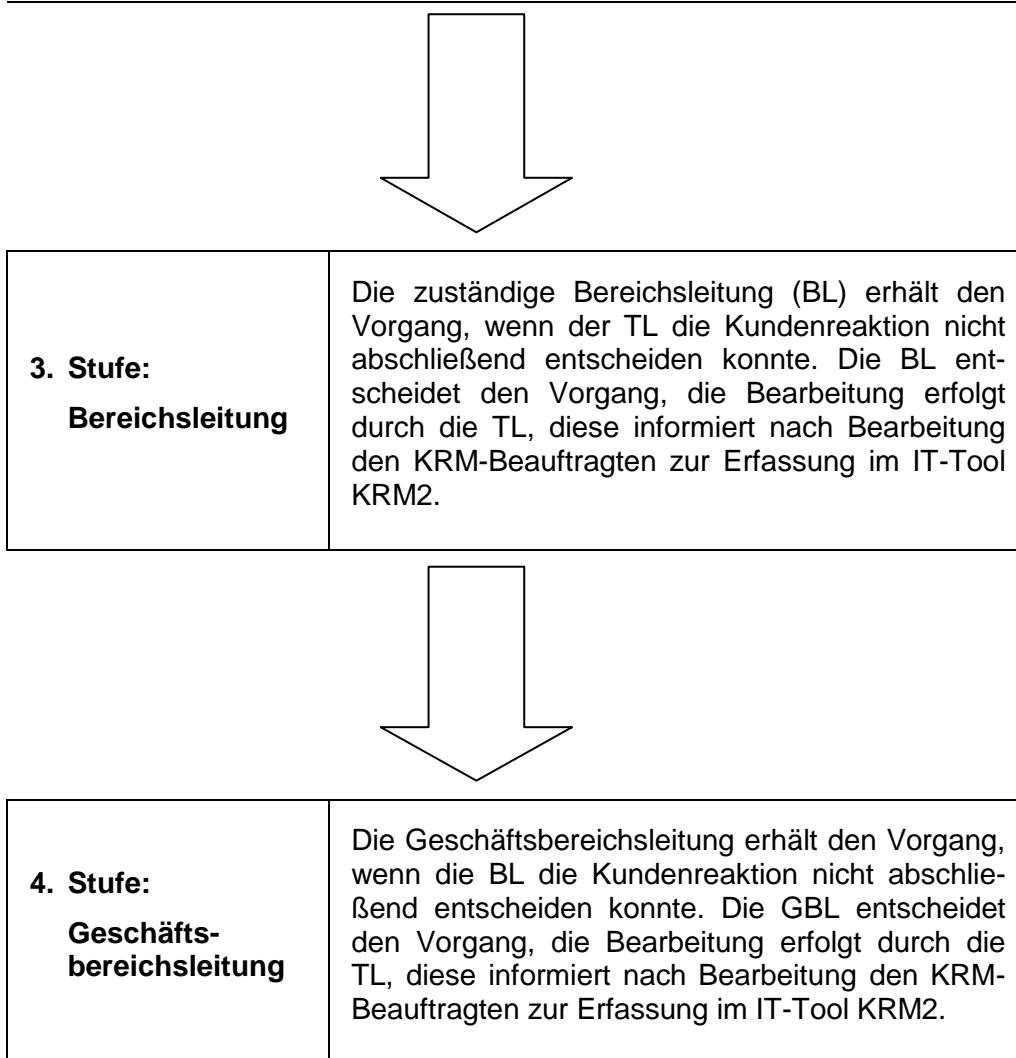 3. Stufe:
Bereichsleitung
Die zuständige Bereichsleitung (BL) erhält den
Vorgang, wenn der TL die Kundenreaktion nicht
abschließend entscheiden konnte. Die BL ent-
scheidet den Vorgang, die Bearbeitung erfolgt
durch die TL, diese informiert nach Bearbeitung
den KRM-Beauftragten zur Erfassung im IT-Tool
KRM2.
4. Stufe:
Geschäfts-
bereichsleitung
Die Geschäftsbereichsleitung erhält den Vorgang,
wenn die BL die Kundenreaktion nicht abschlie-
ßend entscheiden konnte. Die GBL entscheidet
den Vorgang, die Bearbeitung erfolgt durch die
TL, diese informiert nach Bearbeitung den KRM-
Beauftragten zur Erfassung im IT-Tool KRM2.